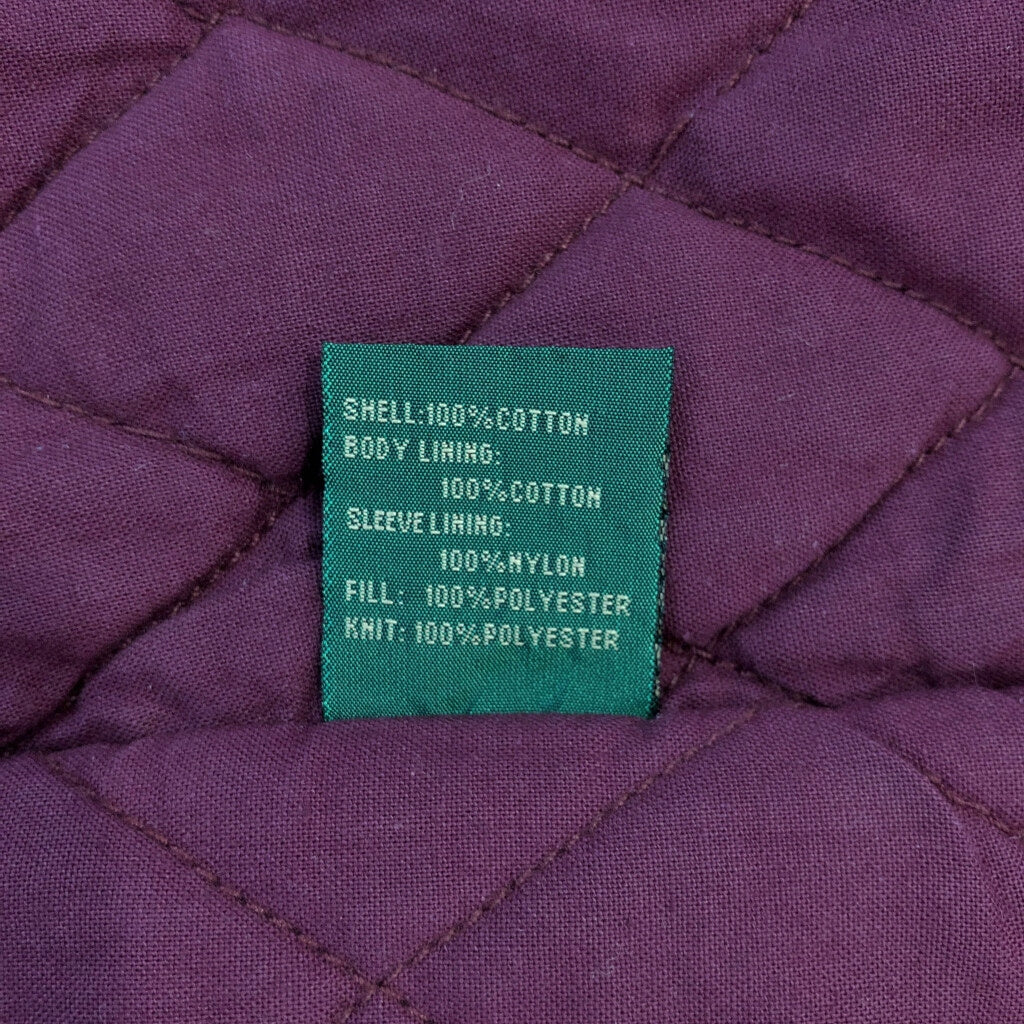 SHELL:100%COTTON
BODY LINING:
100%COTTON
SLEEVE LINING:
100%NYLON
FILL: 100%POLYESTER
KNIT: 100%POLYESTER